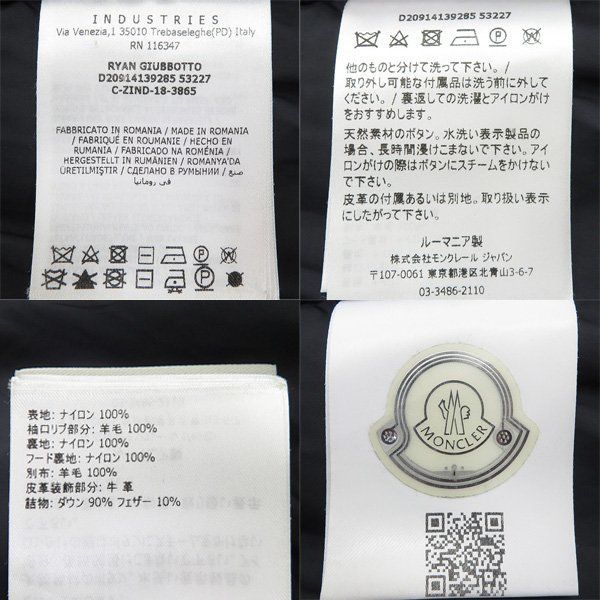 INDUSTRIES
Via Venezia,1 35010 Trebaseleghe(PD) Italy
RN 116347
RYAN GIUBBOTTO
D20914139285 53227
C-ZIND-18-3865
FABBRICATO IN ROMANIA / MADE IN ROMANIA
/ FABRIQUÉ EN ROUMANIE / HECHO EN
RUMANIA / FABRICADO NA ROMÉNIA /
HERGESTELLT IN RUMÄNIEN / ROMANYA'DA
ÜRETILMIŞTIR / СДЕЛАНО В РУМЫНИИ / صنع
في رومانيا
D20914139285 53227
他のものと分けて洗って下さい。/
取り外し可能な付属品は洗う前に外して
ください。/ 裏返しての洗濯とアイロンがけ
をおすすめします。
天然素材のボタン。水洗い表示製品の
場合、長時間浸けこまないで下さい。アイ
ロンがけの際はボタンにスチームをかけない
で下さい。
皮革の付属あるいは別地。取り扱い表示
にしたがって下さい。
ルーマニア製
株式会社モンクレール ジャパン
〒107-0061 東京都港区北青山3-6-7
03-3486-2110
表地: ナイロン 100%
袖口リブ部分: 羊毛 100%
裏地: ナイロン 100%
フード裏地: ナイロン 100%
別布: 羊毛 100%
皮革装飾部分: 牛 革
詰物: ダウン 90% フェザー 10%
MONCLER